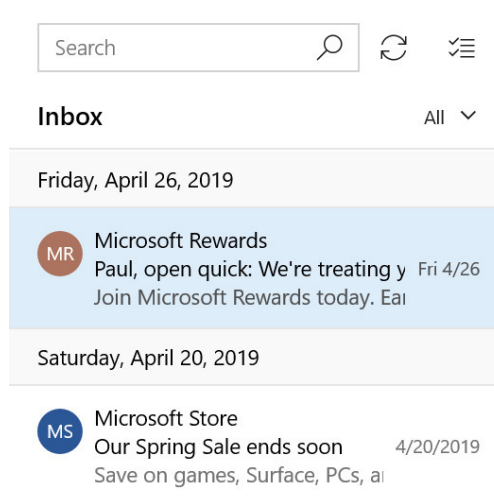 Search
Inbox
All
Friday, April 26, 2019
MR
Microsoft Rewards
Paul, open quick: We're treating y Fri 4/26
Join Microsoft Rewards today. Ear
Saturday, April 20, 2019
MS
Microsoft Store
Our Spring Sale ends soon 4/20/2019
Save on games, Surface, PCs, a